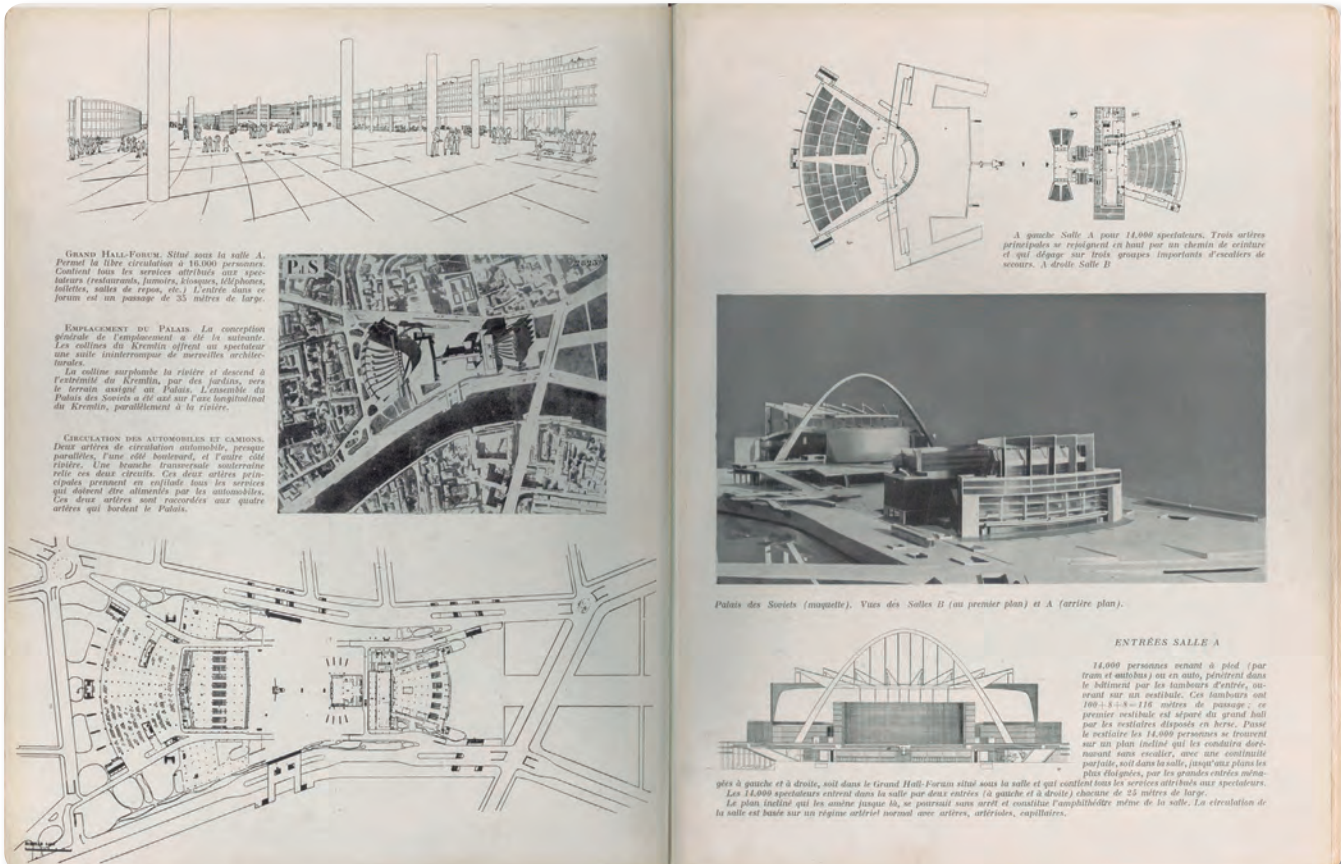 GRAND HALL-FORUM. Situé sous la salle A.
Permet la libre circulation à 16.000 personnes.
Contient tous les services attribués aux spec-
tateurs (restaurants, fumoirs, kiosques, téléphones,
toilettes, salles de repos, etc.) L'entrée dans ce
forum est un passage de 35 mètres de large.
P d S
EMPLACEMENT DU PALAIS. La conception
générale de l'emplacement a été la suivante.
Les collines du Kremlin offrent au spectateur
une suite ininterrompue de merveilles architec-
turales.
La colline surplombe la rivière et descend à
l'extrémité du Kremlin, par des jardins, vers
le terrain assigné au Palais. L'ensemble du
Palais des Soviets a été axé sur l'axe longitudinal
du Kremlin, parallèlement à la rivière.
CIRCULATION DES AUTOMOBILES ET CAMIONS.
Deux artères de circulation automobile, presque
parallèles, l'une côté boulevard, et l'autre côté
rivière. Une branche transversale souterraine
relie ces deux circuits. Ces deux artères prin-
cipales prennent en enfilade tous les services
qui doivent être alimentés par les automobiles.
Ces deux artères sont raccordées aux quatre
artères qui bordent le Palais.
A gauche Salle A pour 14,000 spectateurs. Trois artères
principales se rejoignent en haut par un chemin de ceinture
et qui dégage sur trois groupes importants d'escaliers de
secours. A droite Salle B
Palais des Soviets (maquette). Vues des Salles B (au premier plan) et A (arrière plan).
ENTRÉES SALLE A
14.000 personnes venant à pied (par
tram et autobus) ou en auto, pénètrent dans
le bâtiment par les tambours d'entrée, ou-
vrant sur un vestibule. Ces tambours ont
100+8+8=116 mètres de passage ; ce
premier vestibule est séparé du grand hall
par les vestiaires disposés en herse. Passé
le vestiaire les 14.000 personnes se trouvent
sur un plan incliné qui les conduira doré-
navant sans escalier, avec une continuité
parfaite, soit dans la salle, jusqu'aux plans les
plus éloignés, par les grandes entrées ména-
gées à gauche et à droite, soit dans le Grand Hall-Forum situé sous la salle et qui contient tous les services attribués aux spectateurs.
Les 14.000 spectateurs entrent dans la salle par deux entrées (à gauche et à droite) chacune de 25 mètres de large.
Le plan incliné qui les amène jusque là, se poursuit sans arrêt et constitue l'amphithéâtre même de la salle. La circulation de
la salle est basée sur un régime artériel normal avec artères, artérioles, capillaires.